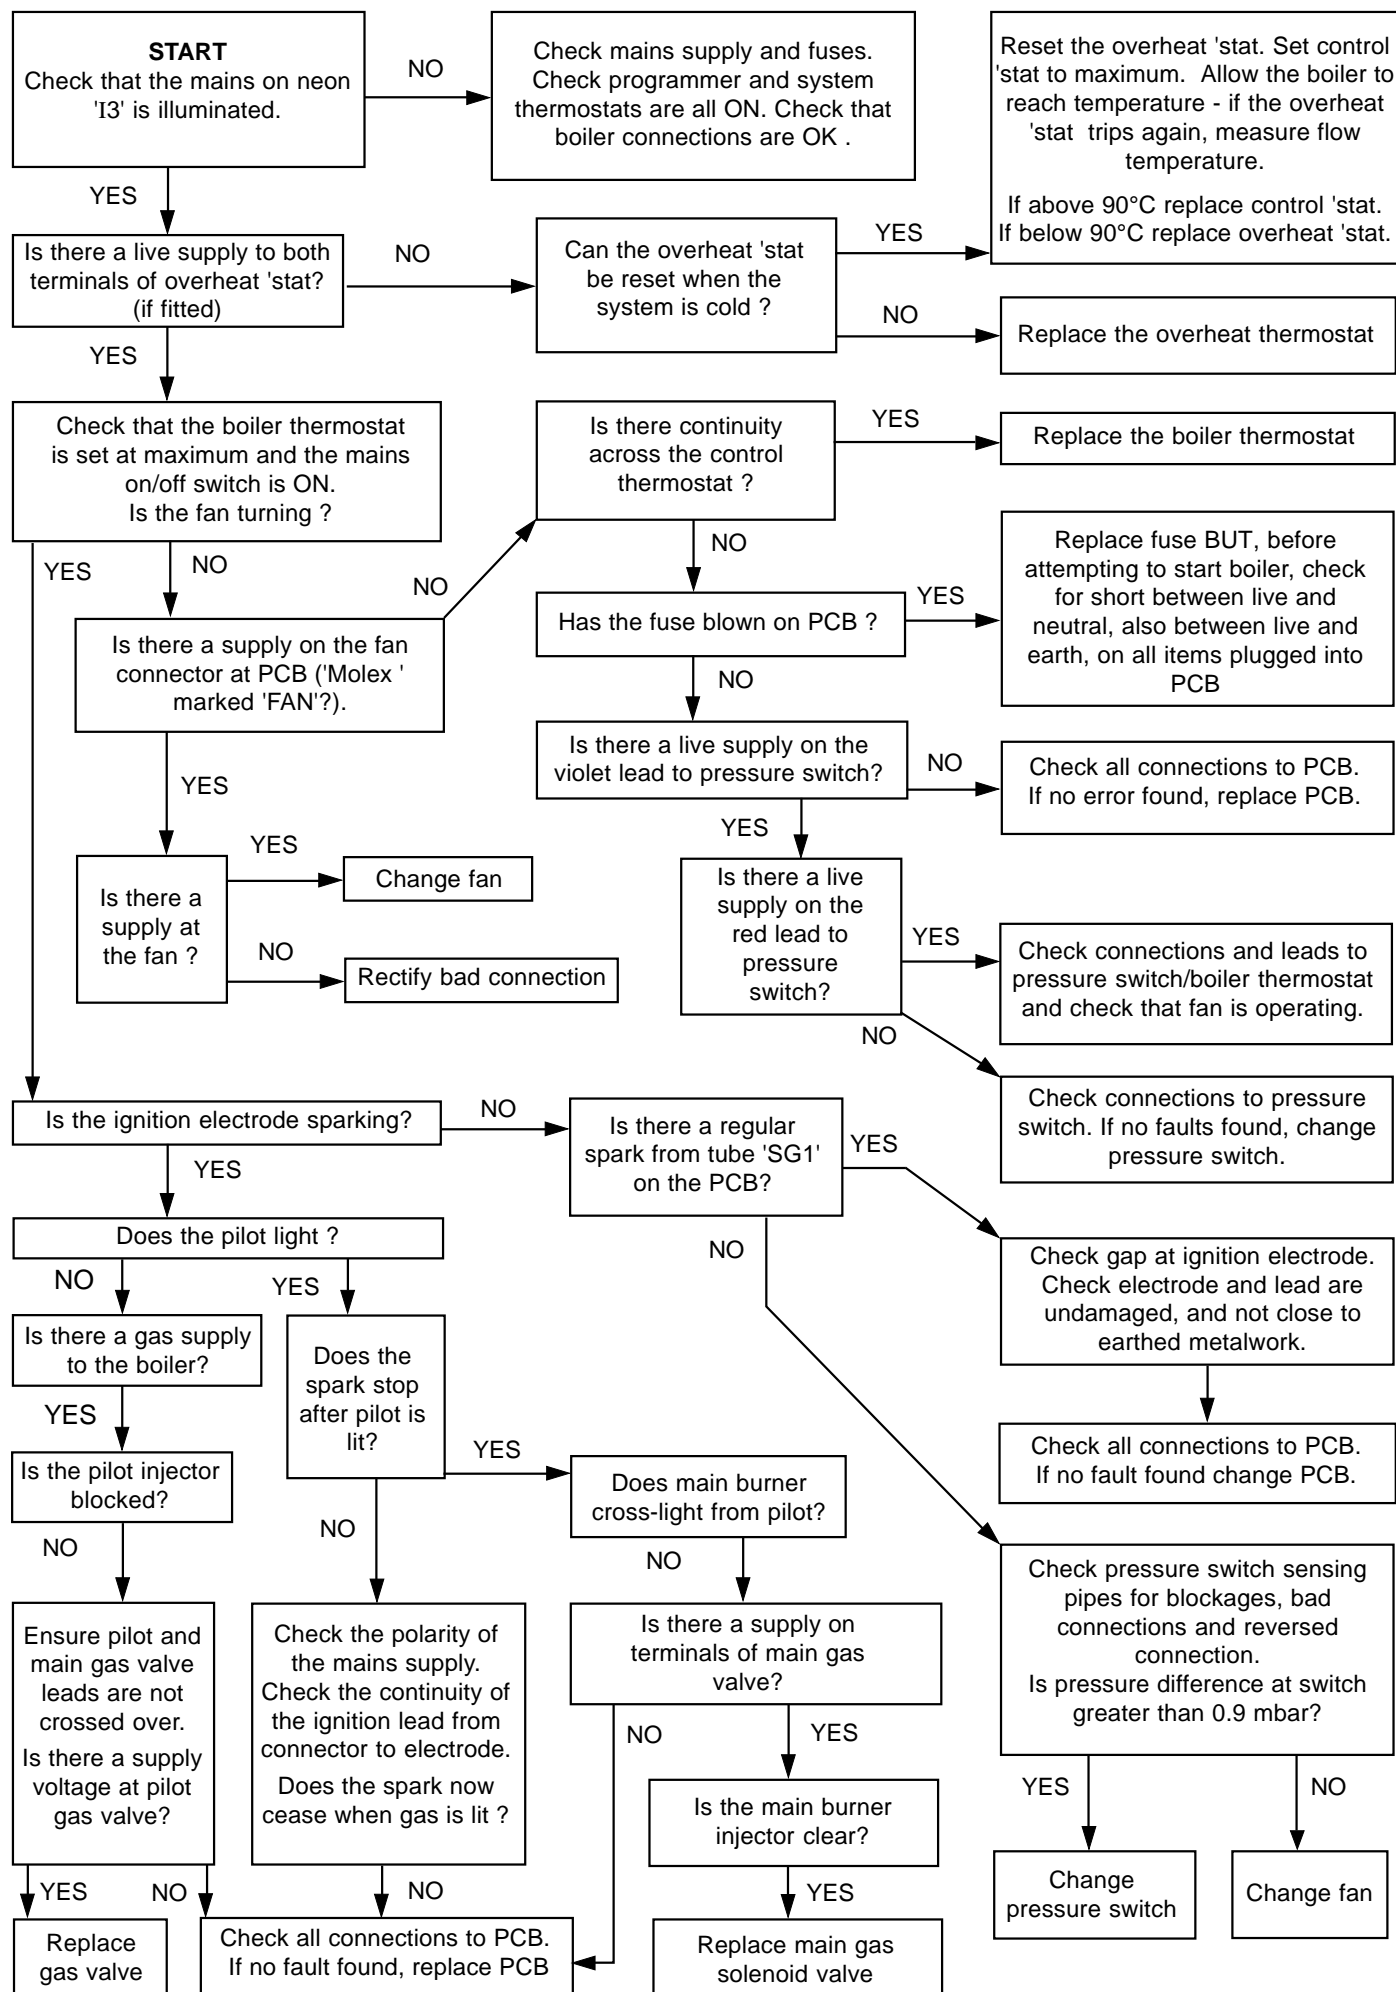 START
Check that the mains on neon
'I3' is illuminated.
NO
Check mains supply and fuses.
Check programmer and system
thermostats are all ON. Check that
boiler connections are OK .
Reset the overheat 'stat. Set control
'stat to maximum. Allow the boiler to
reach temperature - if the overheat
'stat trips again, measure flow
temperature.
If above 90°C replace control 'stat.
If below 90°C replace overheat 'stat.
YES
Is there a live supply to both
terminals of overheat 'stat?
(if fitted)
NO
Can the overheat 'stat
be reset when the
system is cold ?
YES
NO
Replace the overheat thermostat
YES
Check that the boiler thermostat
is set at maximum and the mains
on/off switch is ON.
Is the fan turning ?
Is there continuity
across the control
thermostat ?
YES
Replace the boiler thermostat
YES
NO
NO
NO
Is there a supply on the fan
connector at PCB ('Molex '
marked 'FAN'?).
Has the fuse blown on PCB ?
YES
Replace fuse BUT, before
attempting to start boiler, check
for short between live and
neutral, also between live and
earth, on all items plugged into
PCB
NO
Is there a live supply on the
violet lead to pressure switch?
NO
Check all connections to PCB.
If no error found, replace PCB.
YES
YES
Is there a
supply at
the fan ?
YES
Change fan
NO
Rectify bad connection
Is there a live
supply on the
red lead to
pressure
switch?
YES
Check connections and leads to
pressure switch/boiler thermostat
and check that fan is operating.
NO
Check connections to pressure
switch. If no faults found, change
pressure switch.
Is the ignition electrode sparking?
NO
Is there a regular
spark from tube 'SG1'
on the PCB?
YES
YES
Does the pilot light ?
NO
Check gap at ignition electrode.
Check electrode and lead are
undamaged, and not close to
earthed metalwork.
Check all connections to PCB.
If no fault found change PCB.
NO
YES
Is there a gas supply
to the boiler?
Does the
spark stop
after pilot is
lit?
YES
YES
Is the pilot injector
blocked?
Does main burner
cross-light from pilot?
NO
NO
NO
Check pressure switch sensing
pipes for blockages, bad
connections and reversed
connection.
Is pressure difference at switch
greater than 0.9 mbar?
Ensure pilot and
main gas valve
leads are not
crossed over.
Is there a supply
voltage at pilot
gas valve?
Check the polarity of
the mains supply.
Check the continuity of
the ignition lead from
connector to electrode.
Does the spark now
cease when gas is lit ?
Is there a supply on
terminals of main gas
valve?
NO
YES
Is the main burner
injector clear?
YES
NO
Change
pressure switch
Change fan
YES
NO
NO
YES
Replace
gas valve
Check all connections to PCB.
If no fault found, replace PCB
Replace main gas
solenoid valve